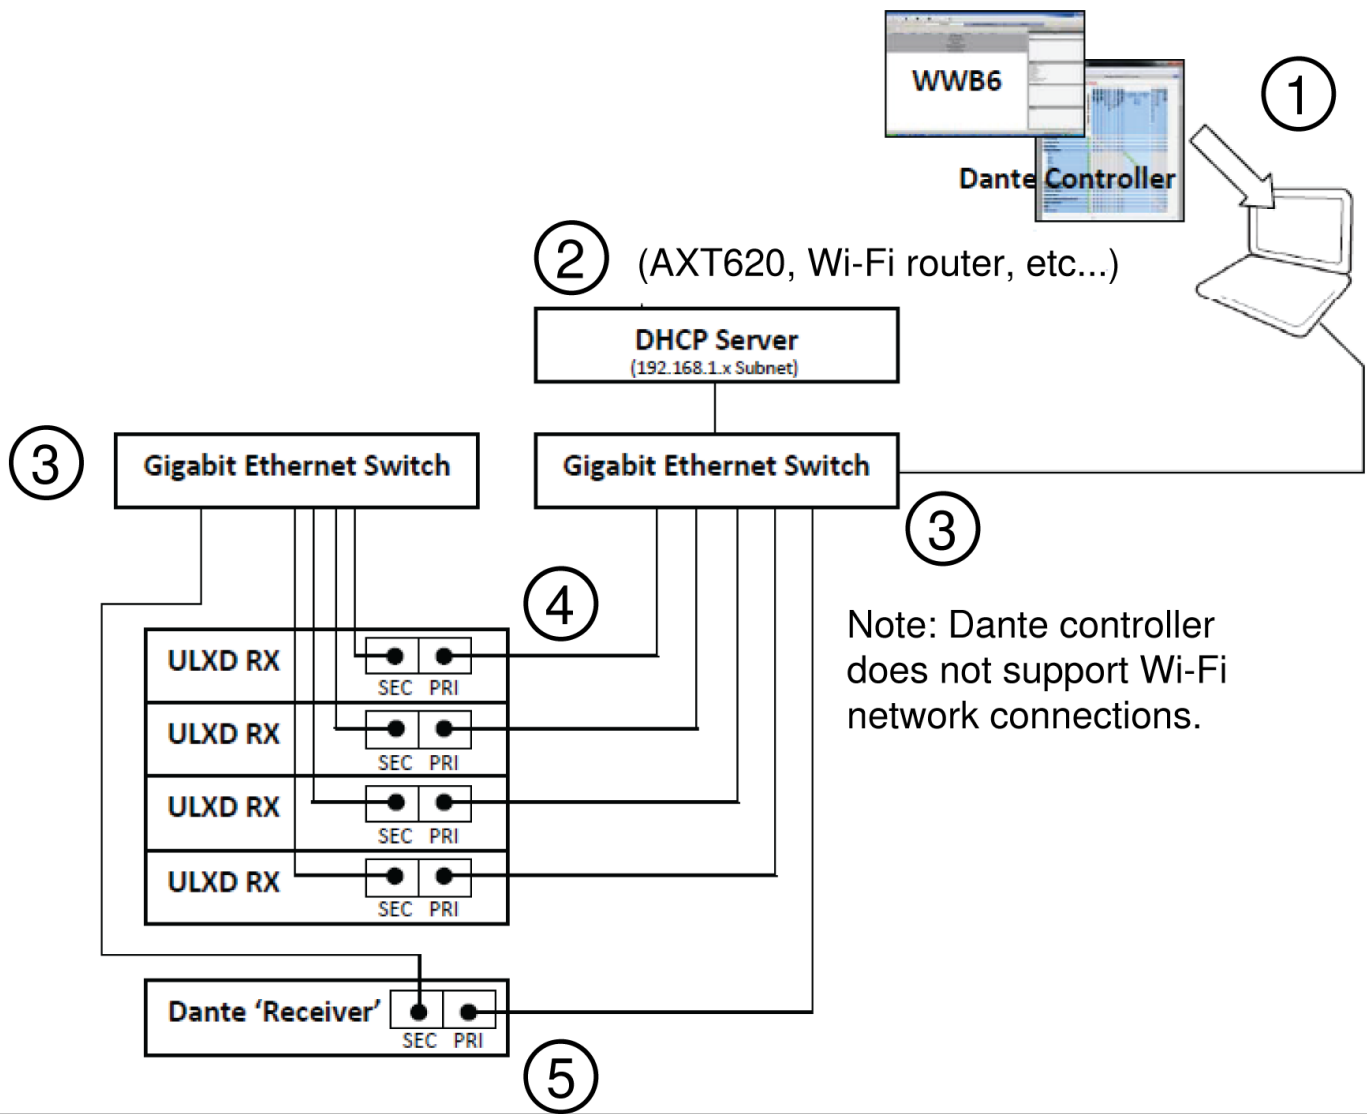 WWB6
1
Dante Controller
2
(AXT620, Wi-Fi router, etc...)
DHCP Server
(192.168.1.x Subnet)
3
Gigabit Ethernet Switch
Gigabit Ethernet Switch
3
4
Note: Dante controller
does not support Wi-Fi
network connections.
ULXD RX
SEC PRI
ULXD RX
SEC PRI
ULXD RX
SEC PRI
ULXD RX
SEC PRI
Dante ‘Receiver’
SEC PRI
5